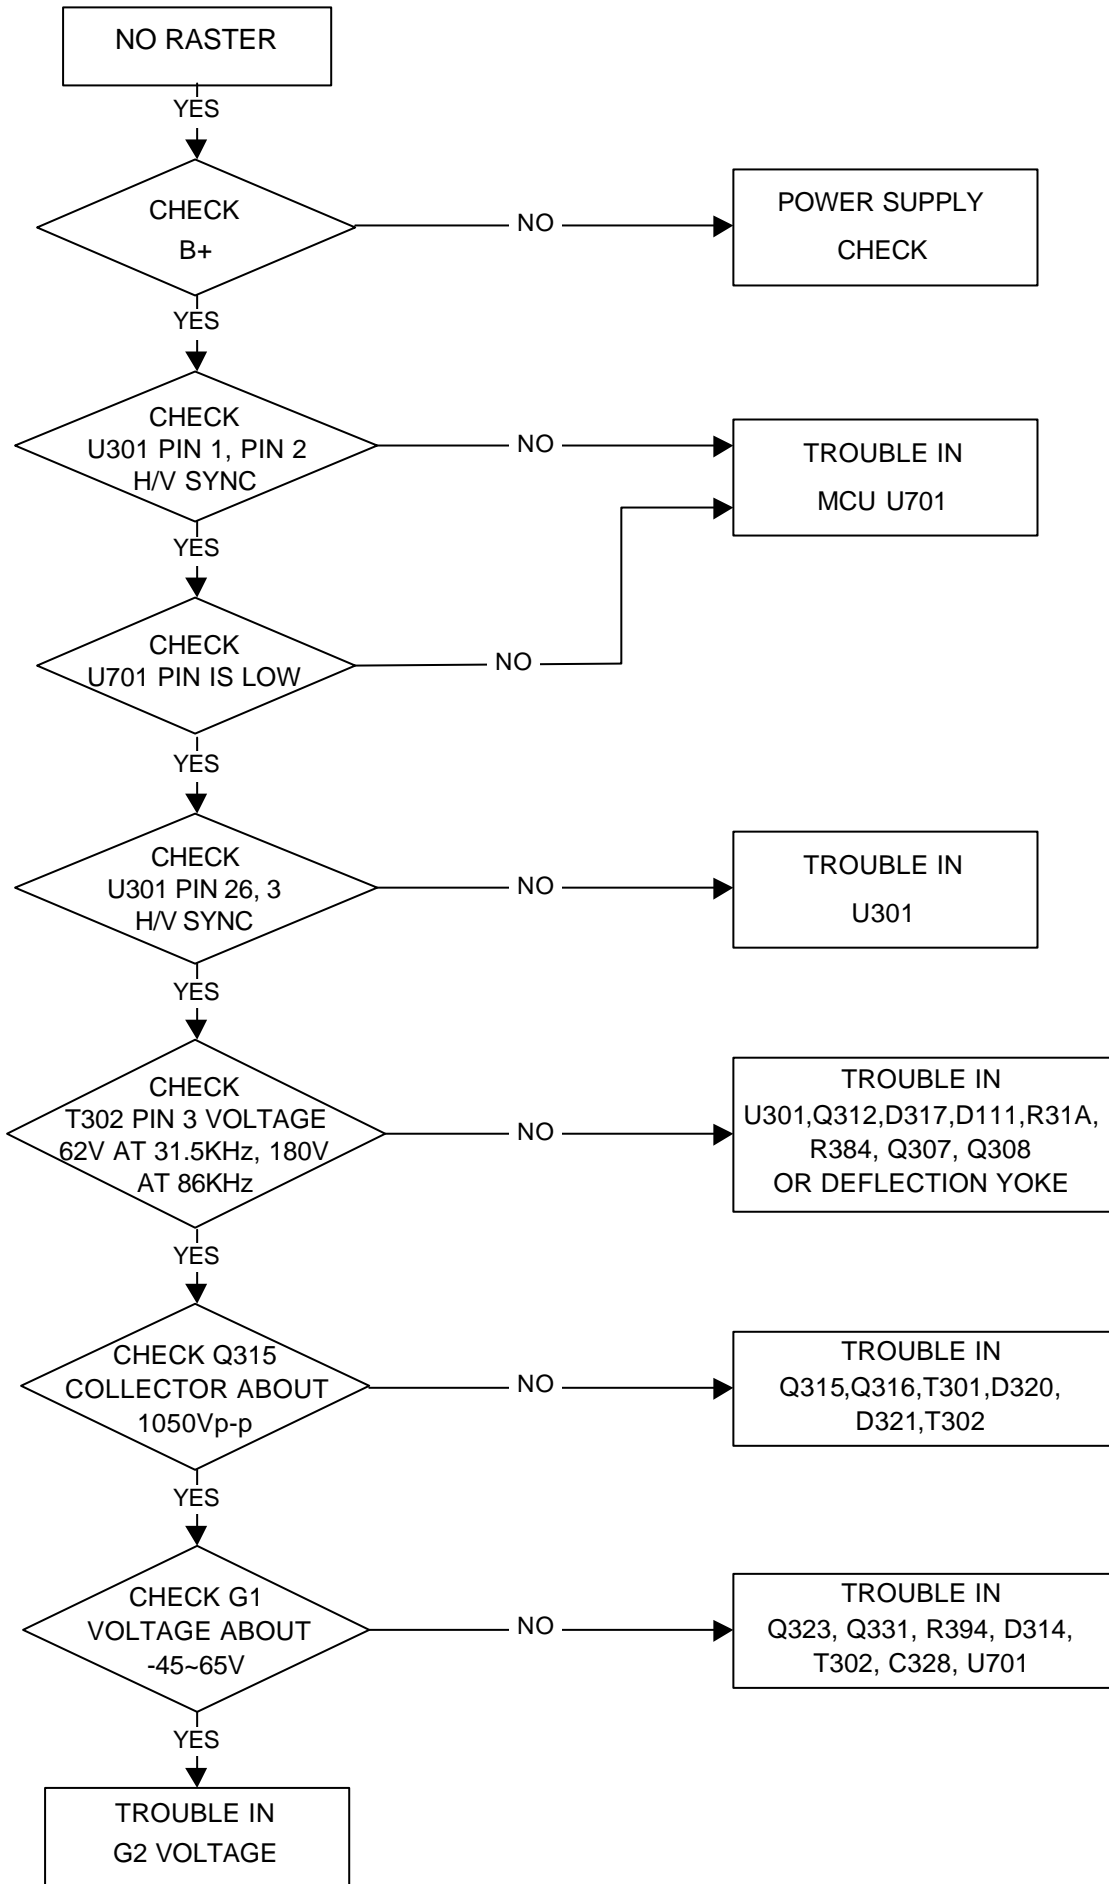 NO RASTER
YES
CHECK
B+
NO
POWER SUPPLY
CHECK
YES
CHECK
U301 PIN 1, PIN 2
H/V SYNC
NO
TROUBLE IN
MCU U701
YES
CHECK
U701 PIN IS LOW
NO
YES
CHECK
U301 PIN 26, 3
H/V SYNC
NO
TROUBLE IN
U301
YES
CHECK
T302 PIN 3 VOLTAGE
62V AT 31.5KHz, 180V
AT 86KHz
NO
TROUBLE IN
U301,Q312,D317,D111,R31A,
R384, Q307, Q308
OR DEFLECTION YOKE
YES
CHECK Q315
COLLECTOR ABOUT
1050Vp-p
NO
TROUBLE IN
Q315,Q316,T301,D320,
D321,T302
YES
CHECK G1
VOLTAGE ABOUT
-45~65V
NO
TROUBLE IN
Q323, Q331, R394, D314,
T302, C328, U701
YES
TROUBLE IN
G2 VOLTAGE